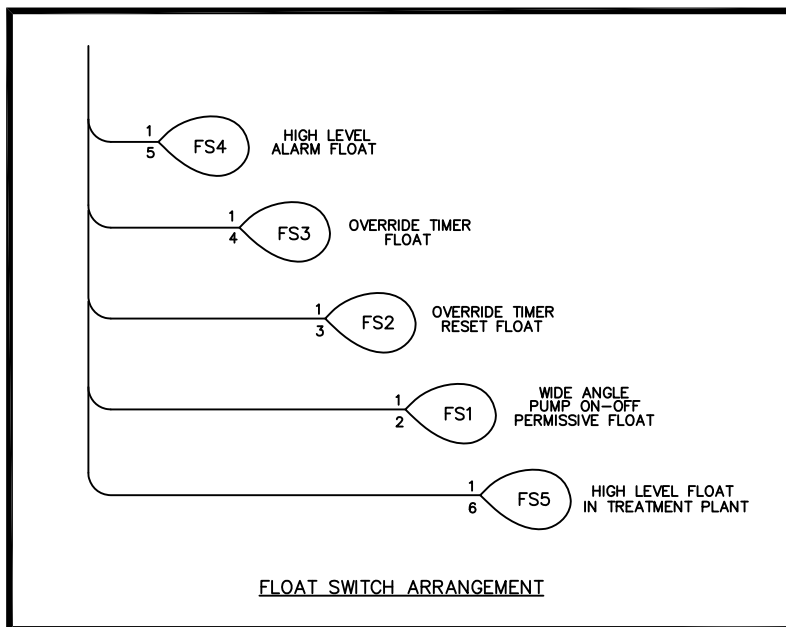 1
5
FS4
HIGH LEVEL
ALARM FLOAT
1
4
FS3
OVERRIDE TIMER
FLOAT
1
3
FS2
OVERRIDE TIMER
RESET FLOAT
1
2
FS1
WIDE ANGLE
PUMP ON-OFF
PERMISSIVE FLOAT
1
6
FS5
HIGH LEVEL FLOAT
IN TREATMENT PLANT
FLOAT SWITCH ARRANGEMENT